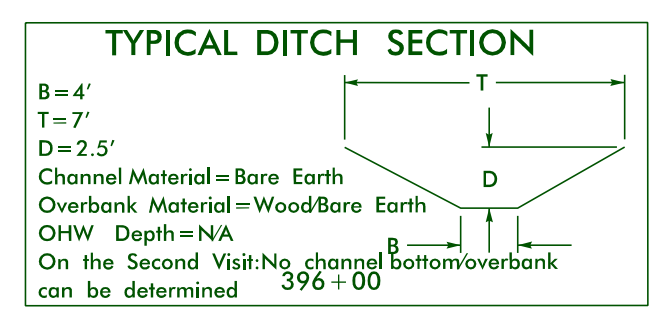 TYPICAL DITCH SECTION
B=4'
T=7'
D=2.5'
Channel Material=Bare Earth
Overbank Material=Wood/Bare Earth
OHW Depth=N/A
On the Second Visit:No channel bottom/overbank
can be determined
396+00
T
D
B